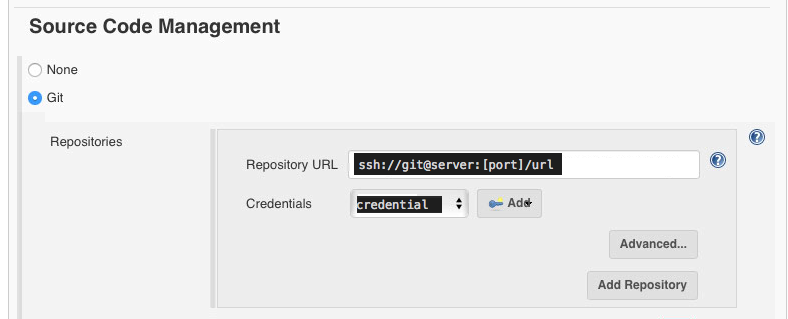 Source Code Management
None
Git
Repositories
Repository URL ssh://git@server:[port]/url
Credentials credential Add
Advanced...
Add Repository